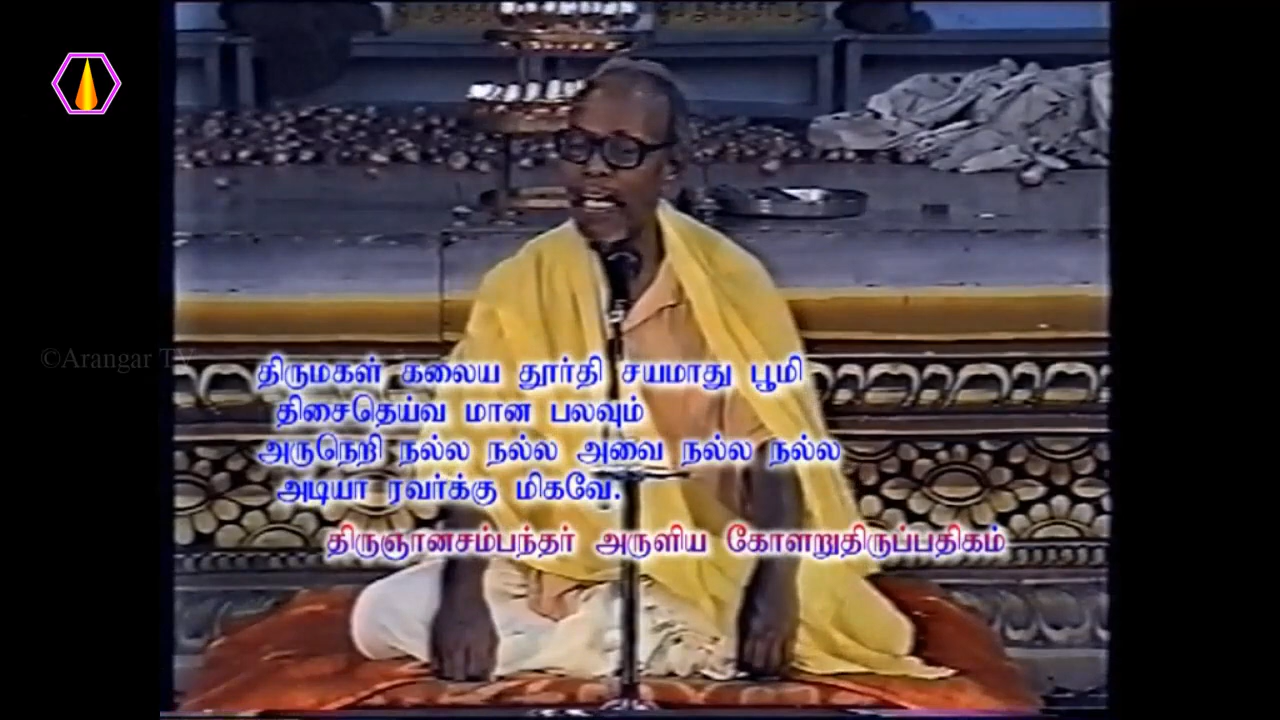 ©Arangar TV
திருமகள் கலைய தூர்தி சயமாது பூமி
திசைதெய்வ மான பலவும்
அருநெறி நல்ல நல்ல அவை நல்ல நல்ல
அடியா ரவர்க்கு மிகவே.
திருஞானசம்பந்தர் அருளிய கோளறுதிருப்பதிகம்